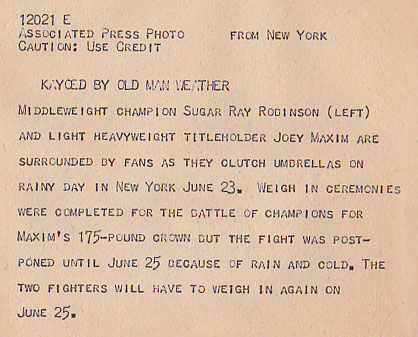 12021 E
Associated Press Photo From New York
Caution: Use Credit
KAYOED BY OLD MAN WEATHER
Middleweight champion Sugar Ray Robinson (left)
and light heavyweight titleholder Joey Maxim are
surrounded by fans as they clutch umbrellas on
rainy day in New York June 23. Weigh in ceremonies
were completed for the battle of champions for
Maxim's 175-pound crown but the fight was post-
poned until June 25 because of rain and cold. The
two fighters will have to weigh in again on
June 25.